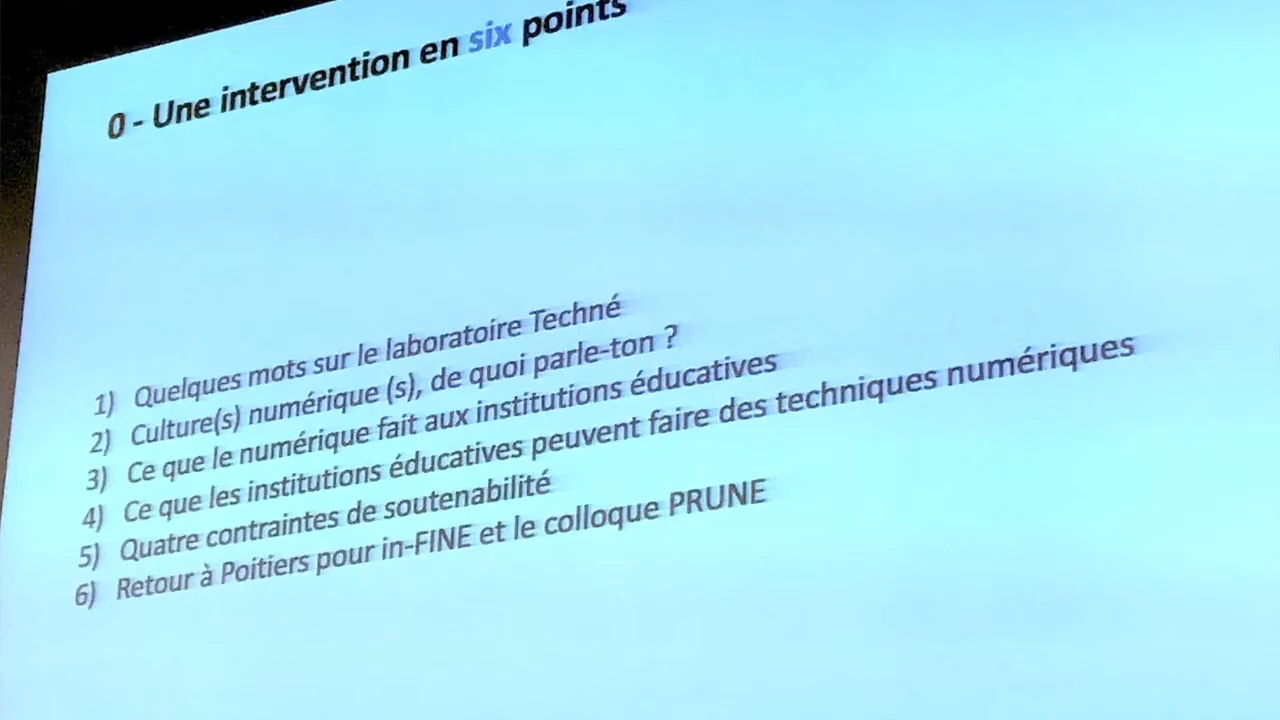 0 - Une intervention en six points
1) Quelques mots sur le laboratoire Techné
2) Culture(s) numérique (s), de quoi parle-ton ?
3) Ce que le numérique fait aux institutions éducatives
4) Ce que les institutions éducatives peuvent faire des techniques numériques
5) Quatre contraintes de soutenabilité
6) Retour à Poitiers pour in-FINE et le colloque PRUNE